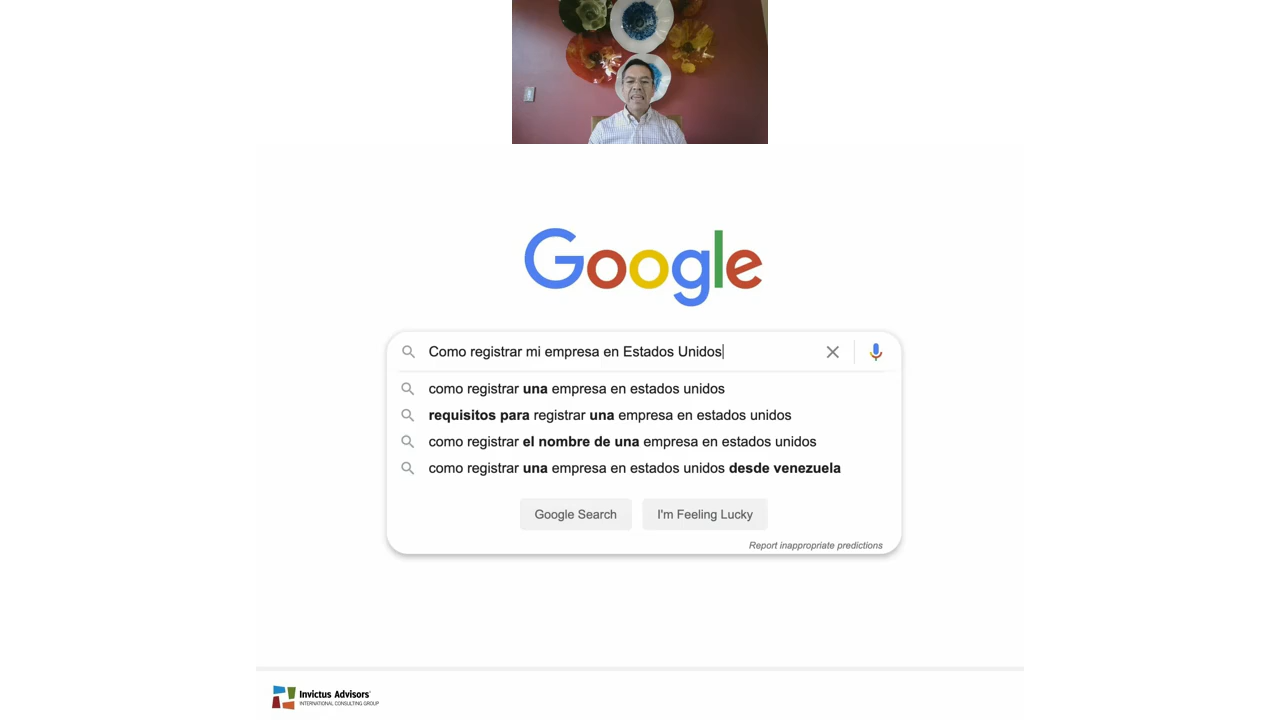 Google
Como registrar mi empresa en Estados Unidos
como registrar una empresa en estados unidos
requisitos para registrar una empresa en estados unidos
como registrar el nombre de una empresa en estados unidos
como registrar una empresa en estados unidos desde venezuela
Google Search I'm Feeling Lucky
Report inappropriate predictions
Invictus Advisors
INTERNATIONAL CONSULTING GROUP